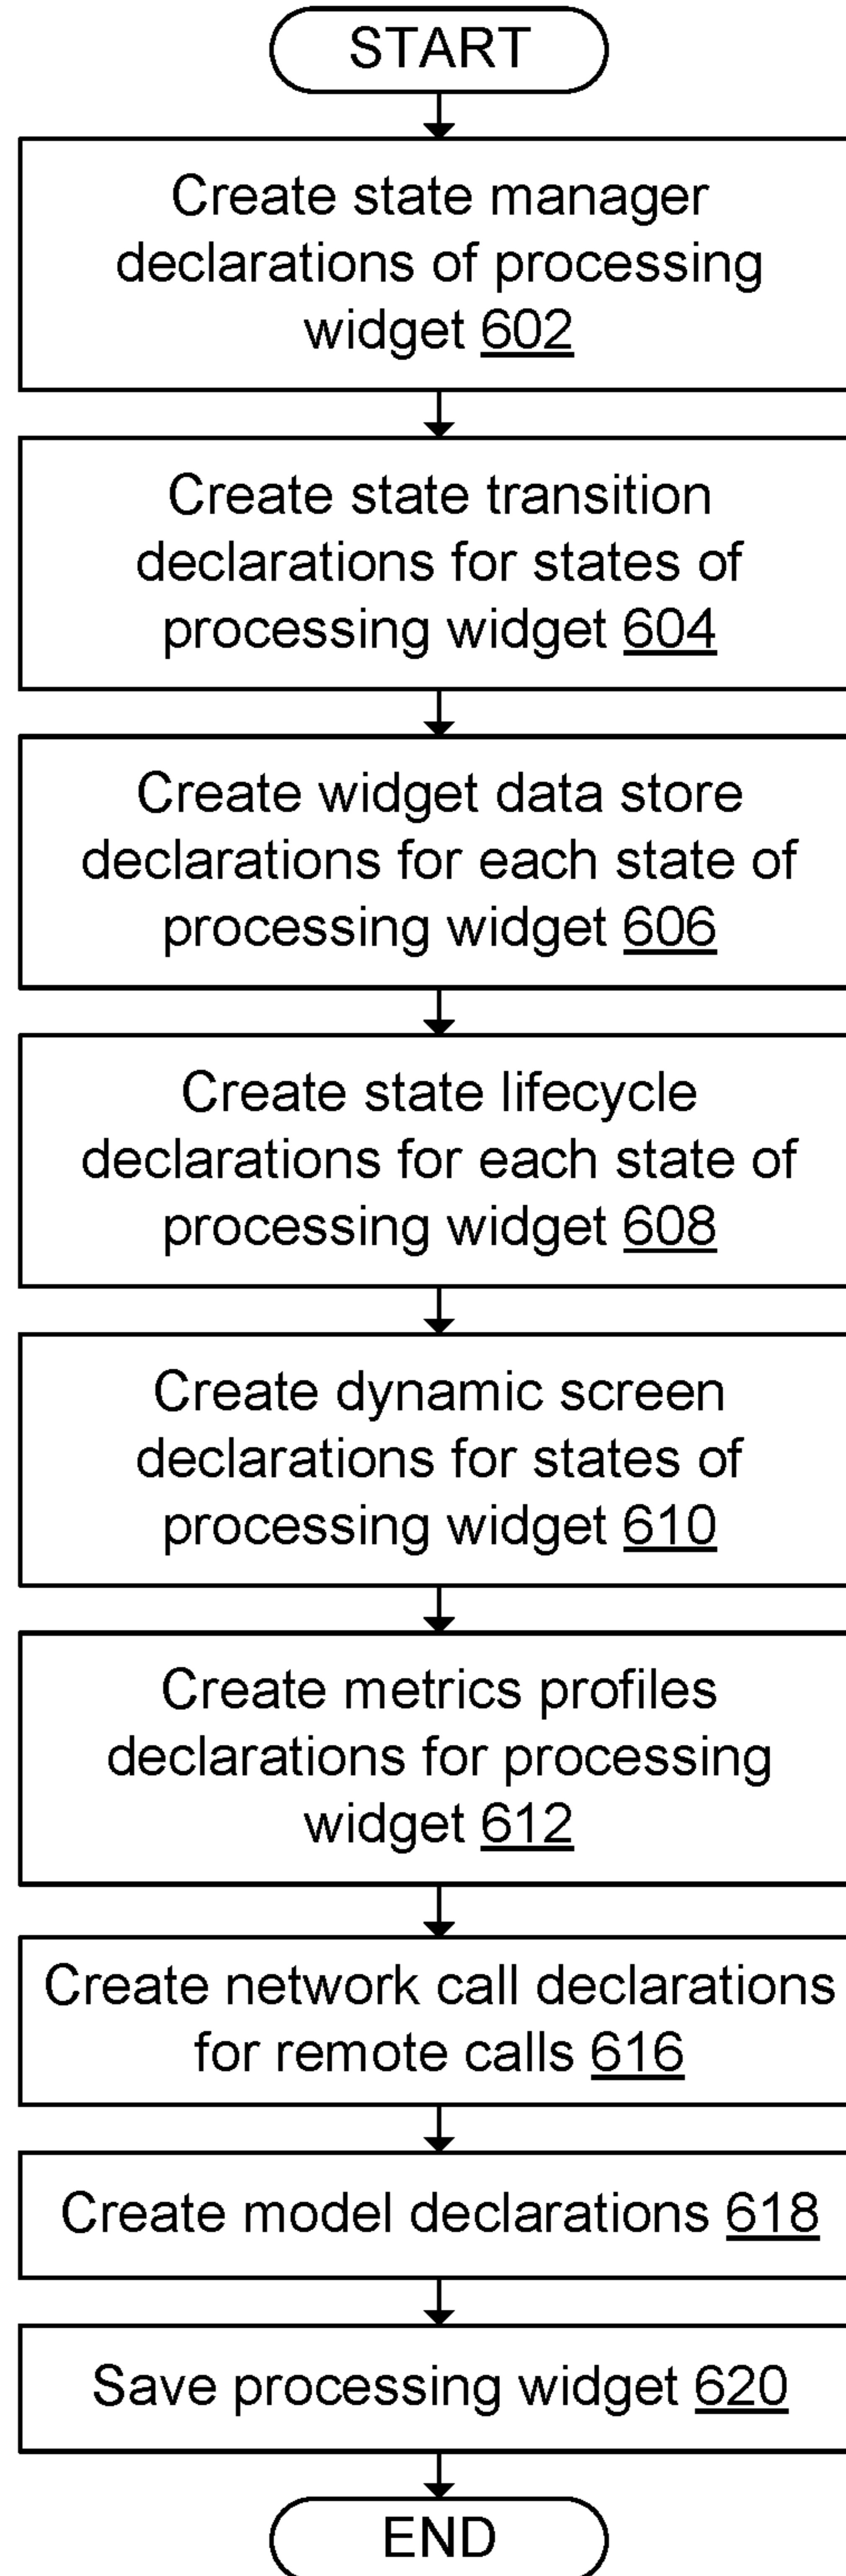 START
Create state manager
declarations of processing
widget 602
Create state transition
declarations for states of
processing widget 604
Create widget data store
declarations for each state of
processing widget 606
Create state lifecycle
declarations for each state of
processing widget 608
Create dynamic screen
declarations for states of
processing widget 610
Create metrics profiles
declarations for processing
widget 612
Create network call declarations
for remote calls 616
Create model declarations 618
Save processing widget 620
END